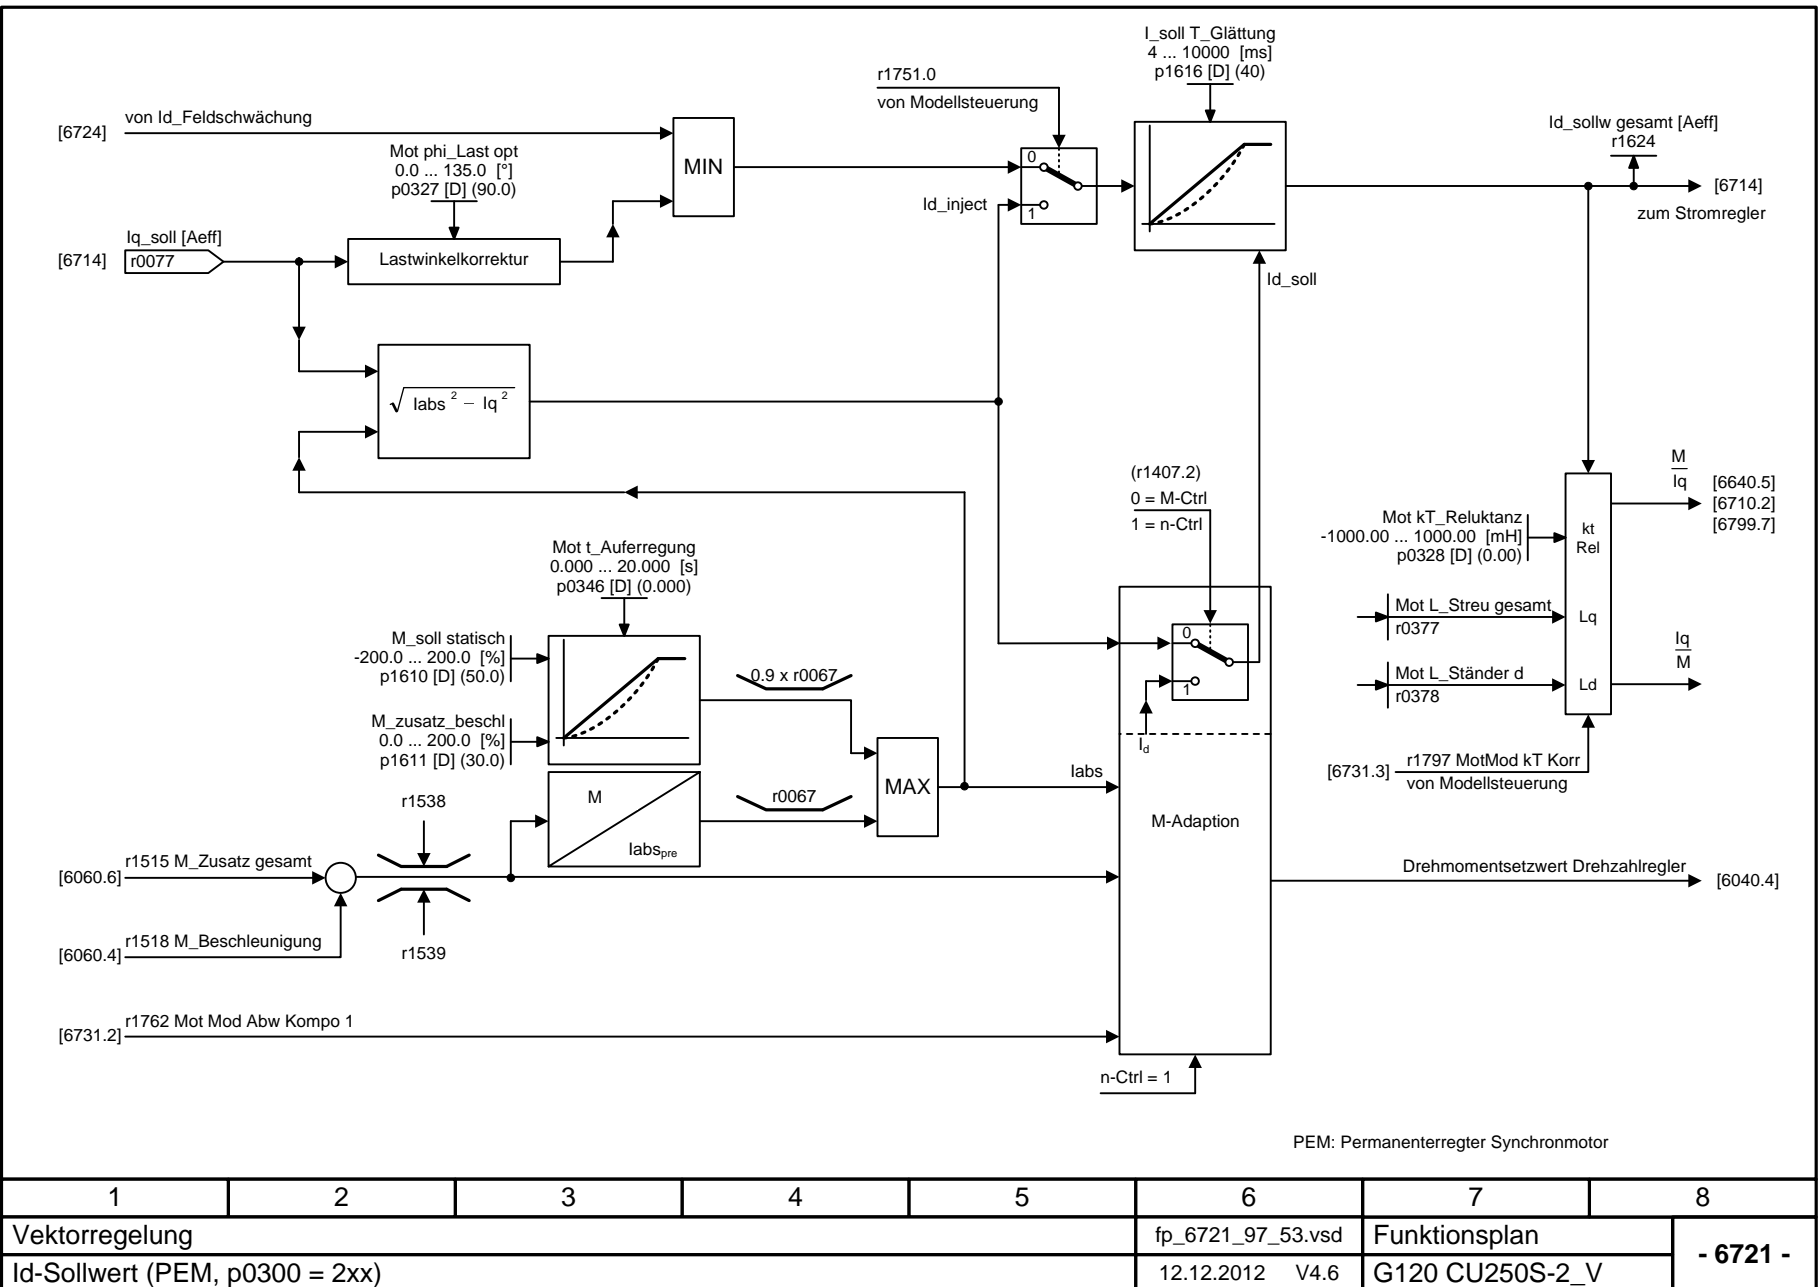 I_soll T_Glättung
4 ... 10000 [ms]
p1616 [D] (40)
r1751.0
von Modellsteuerung
von Id_Feldschwächung
[6724]
Mot phi_Last opt
0.0 ... 135.0 [°]
p0327 [D] (90.0)
MIN
0
1
Id_inject
Id_sollw gesamt [Aeff]
r1624
[6714]
zum Stromregler
Iq_soll [Aeff]
[6714]
r0077
Lastwinkelkorrektur
Id_soll
√ Iabs ² – Iq ²
(r1407.2)
0 = M-Ctrl
1 = n-Ctrl
M
Iq
[6640.5]
[6710.2]
[6799.7]
Mot kT_Reluktanz
-1000.00 ... 1000.00 [mH]
p0328 [D] (0.00)
kt
Rel
Mot t_Auferregung
0.000 ... 20.000 [s]
p0346 [D] (0.000)
M_soll statisch
-200.0 ... 200.0 [%]
p1610 [D] (50.0)
M_zusatz_beschl
0.0 ... 200.0 [%]
p1611 [D] (30.0)
0.9 x r0067
0
1
Id
Mot L_Streu gesamt
r0377
Lq
Mot L_Ständer d
r0378
Ld
Iq
M
[6731.3]
r1797 MotMod kT Korr
von Modellsteuerung
r1538
M
Iabspre
r0067
MAX
Iabs
M-Adaption
[6060.6]
r1515 M_Zusatz gesamt
Drehmomentsetzwert Drehzahlregler
[6040.4]
[6060.4]
r1518 M_Beschleunigung
r1539
[6731.2]
r1762 Mot Mod Abw Kompo 1
n-Ctrl = 1
PEM: Permanenterregter Synchronmotor
1 2 3 4 5 6 7 8
Vektorregelung
fp_6721_97_53.vsd
Funktionsplan
- 6721 -
Id-Sollwert (PEM, p0300 = 2xx)
12.12.2012 V4.6
G120 CU250S-2_V